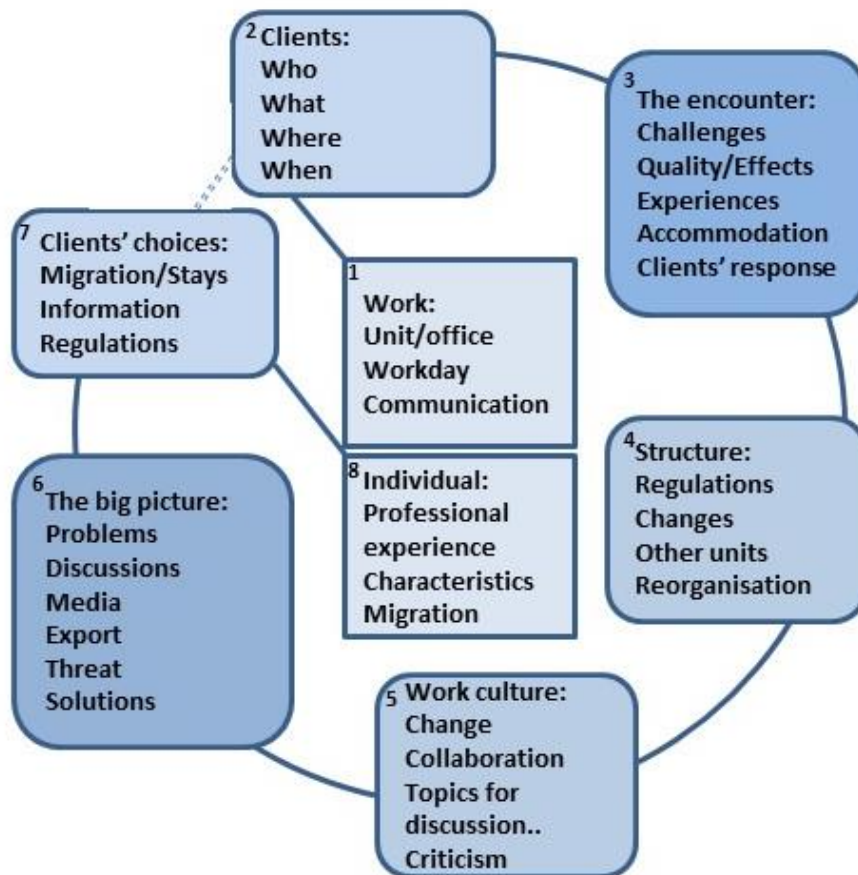 1
Work:
Unit/office
Workday
Communication
2
Clients:
Who
What
Where
When
3
The encounter:
Challenges
Quality/Effects
Experiences
Accommodation
Clients' response
4
Structure:
Regulations
Changes
Other units
Reorganisation
5
Work culture:
Change
Collaboration
Topics for
discussion..
Criticism
6
The big picture:
Problems
Discussions
Media
Export
Threat
Solutions
7
Clients' choices:
Migration/Stays
Information
Regulations
8
Individual:
Professional
experience
Characteristics
Migration